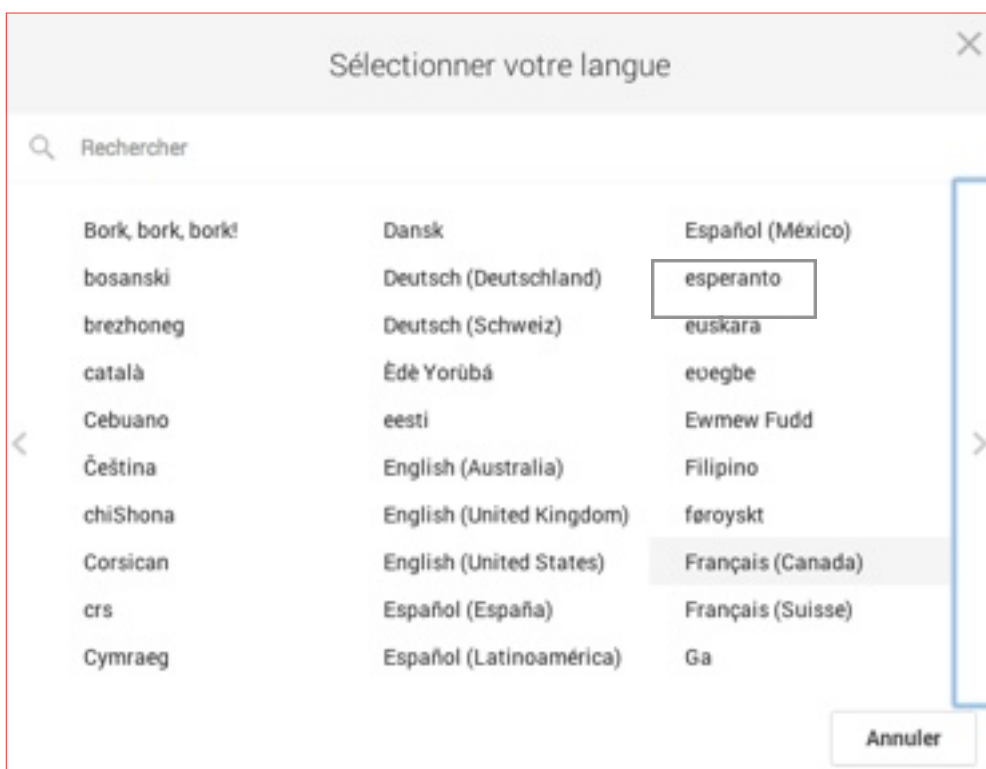 Sélectionner votre langue
Rechercher
Bork, bork, bork!
bosanski
brezhoneg
català
Cebuano
Čeština
chiShona
Corsican
crs
Cymraeg
Dansk
Deutsch (Deutschland)
Deutsch (Schweiz)
Èdè Yorùbá
eesti
English (Australia)
English (United Kingdom)
English (United States)
Español (España)
Español (Latinoamérica)
Español (México)
esperanto
euskara
eʋegbe
Ewmew Fudd
Filipino
føroyskt
Français (Canada)
Français (Suisse)
Ga
Annuler